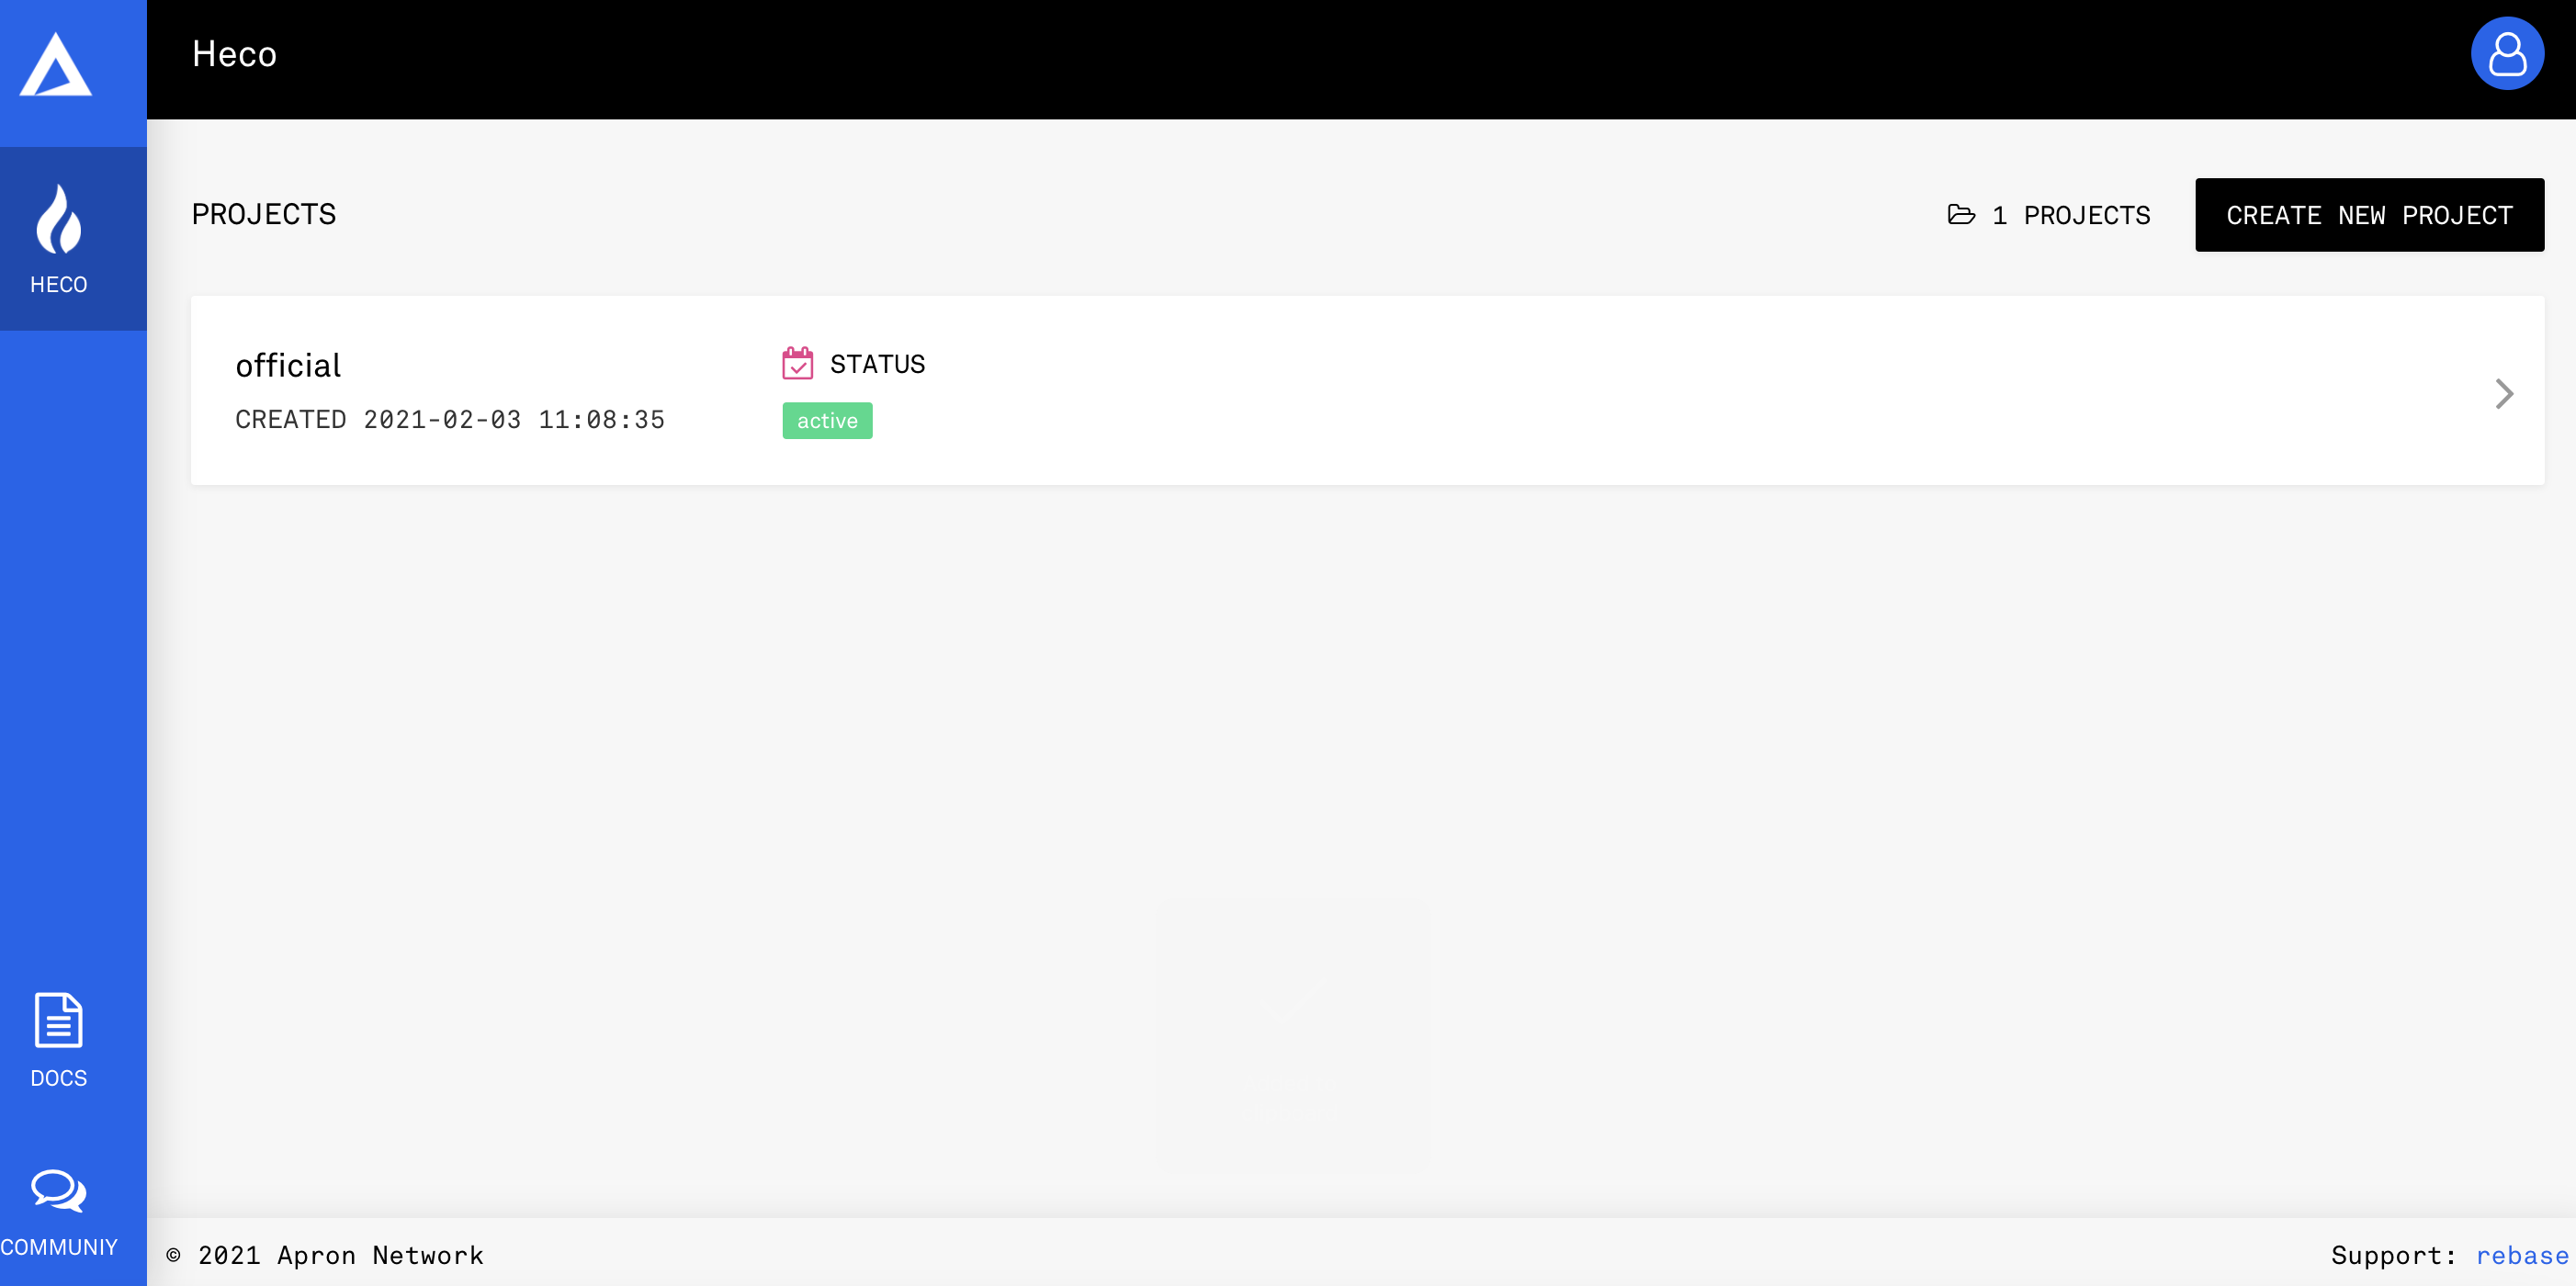 Heco
HECO
PROJECTS
1 PROJECTS
CREATE NEW PROJECT
official
STATUS
CREATED 2021-02-03 11:08:35
active
DOCS
COMMUNIY
© 2021 Apron Network
Support: rebase